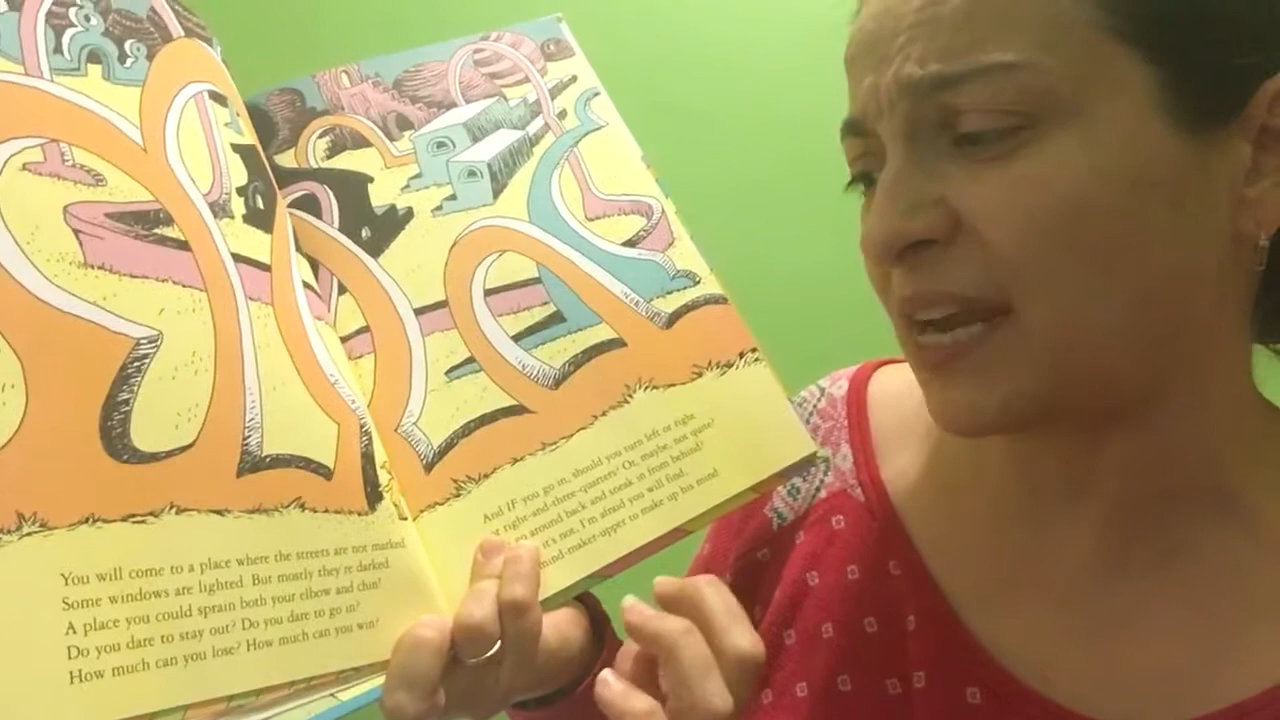 You will come to a place where the streets are not marked.
Some windows are lighted. But mostly they're darked.
A place you could sprain both your elbow and chin!
Do you dare to stay out? Do you dare to go in?
How much can you lose? How much can you win?
And IF you go in, should you turn left or right
right-and-three-quarters? Or, maybe, not quite?
go around back and sneak in from behind?
it's not, I'm afraid you will find,
mind-maker-upper to make up his mind